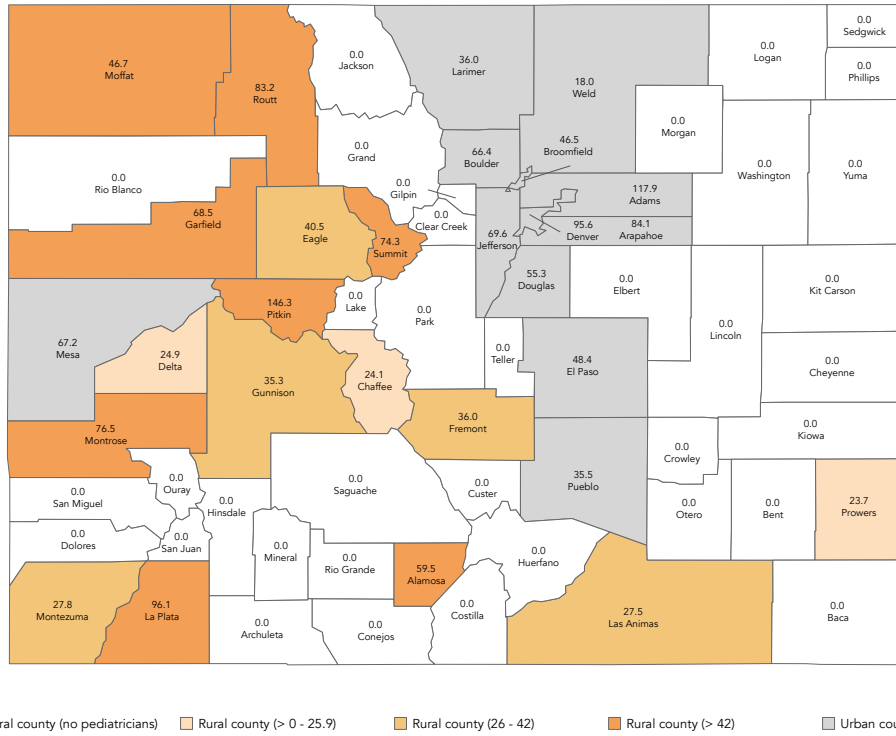 0.0
Sedgwick
0.0
Logan
0.0
Jackson
36.0
Larimer
46.7
Moffat
0.0
Phillips
83.2
Routt
18.0
Weld
0.0
Morgan
46.5
Broomfield
0.0
Grand
66.4
Boulder
0.0
Washington
0.0
Yuma
0.0
Rio Blanco
0.0
Gilpin
117.9
Adams
0.0
Clear Creek
68.5
Garfield
40.5
Eagle
95.6
Denver
84.1
Arapahoe
69.6
Jefferson
74.3
Summit
55.3
Douglas
0.0
Elbert
0.0
Kit Carson
146.3
Pitkin
0.0
Lake
0.0
Park
0.0
Lincoln
67.2
Mesa
24.9
Delta
0.0
Teller
48.4
El Paso
0.0
Cheyenne
35.3
Gunnison
24.1
Chaffee
36.0
Fremont
0.0
Kiowa
76.5
Montrose
0.0
Crowley
0.0
Ouray
0.0
Saguache
0.0
Custer
35.5
Pueblo
0.0
San Miguel
0.0
Hinsdale
0.0
Otero
0.0
Bent
23.7
Prowers
0.0
Dolores
0.0
San Juan
0.0
Mineral
0.0
Rio Grande
59.5
Alamosa
0.0
Huerfano
27.8
Montezuma
96.1
La Plata
0.0
Costilla
27.5
Las Animas
0.0
Baca
0.0
Archuleta
0.0
Conejos
ral county (no pediatricians) Rural county (> 0 - 25.9) Rural county (26 - 42) Rural county (> 42) Urban cou